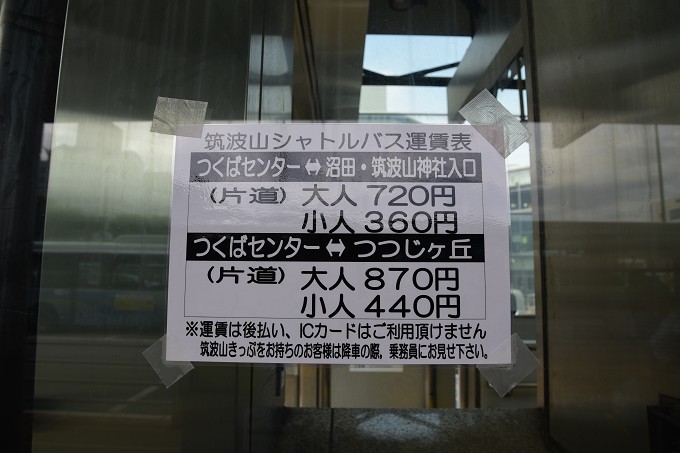 筑波山シャトルバス運賃表
つくばセンター⇔沼田・筑波山神社入口
(片道) 大人 720円
小人 360円
つくばセンター⇔つつじヶ丘
(片道) 大人 870円
小人 440円
※運賃は後払い、ICカードはご利用頂けません
筑波山きっぷをお持ちのお客様は降車の際，乗務員にお見せ下さい。